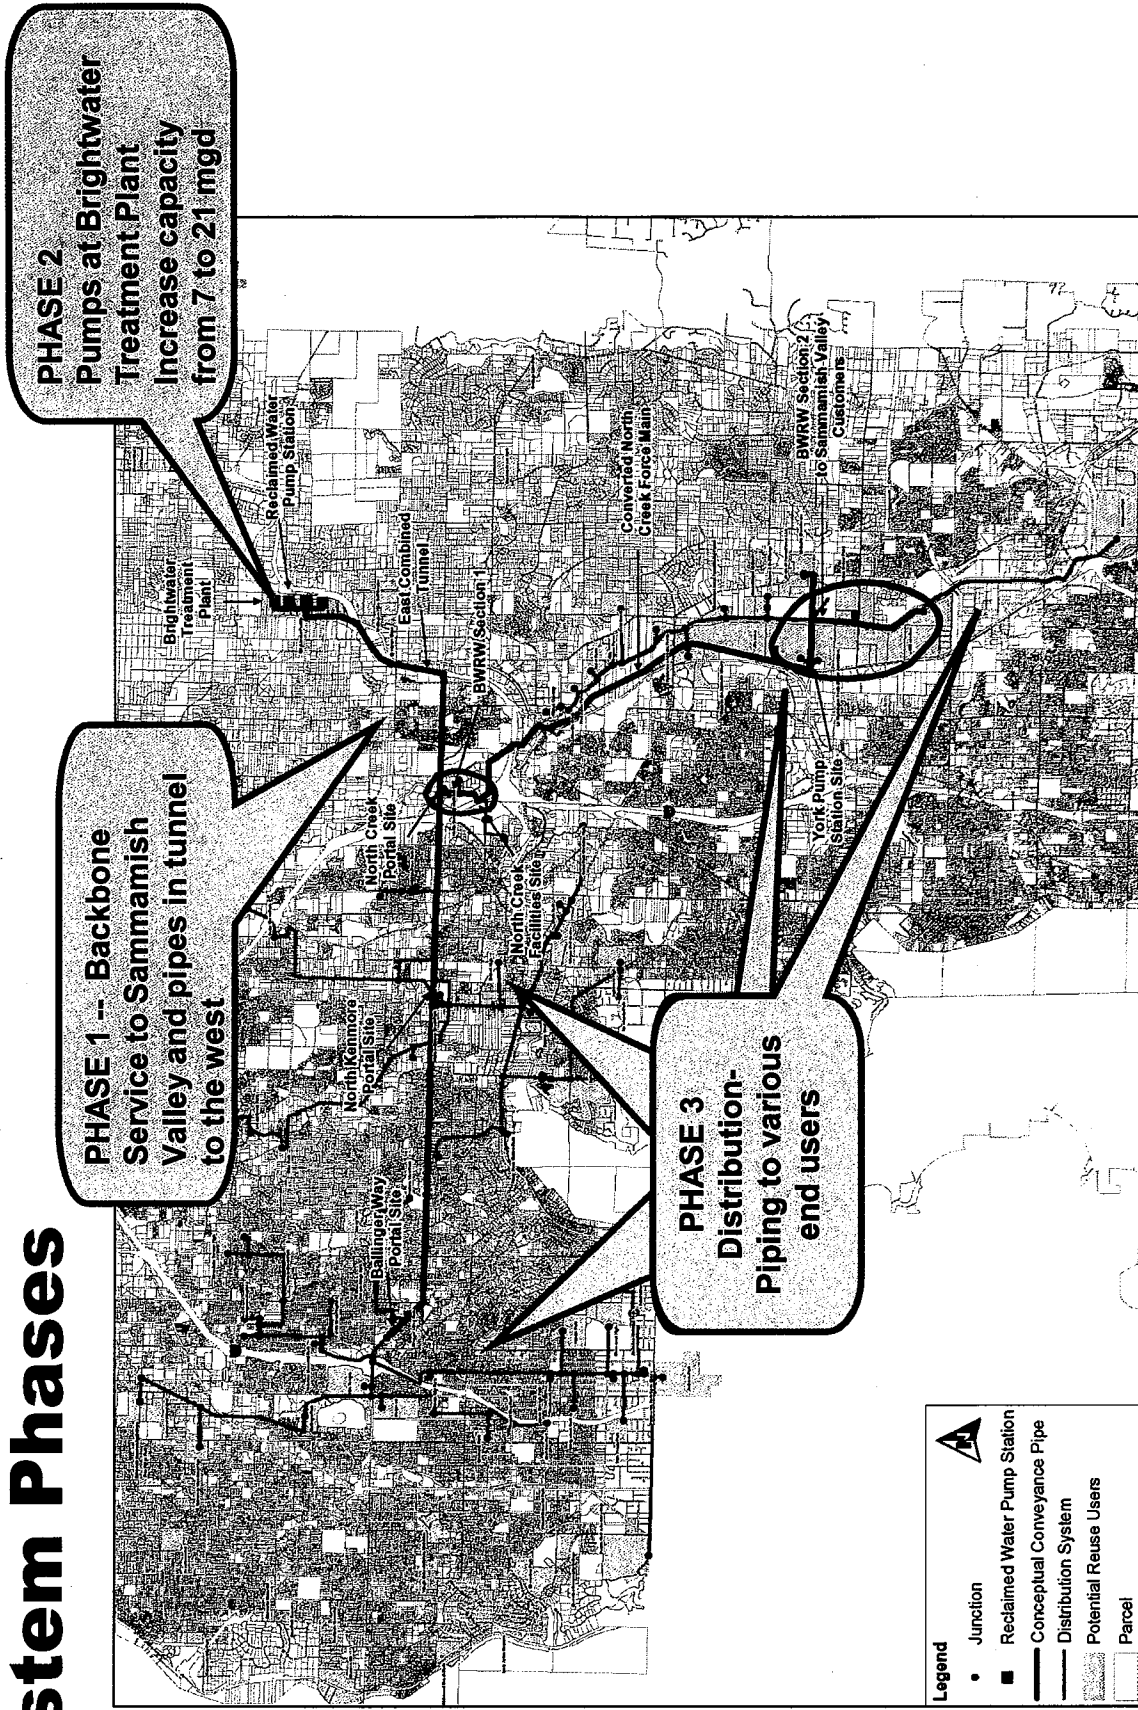 stem Phases
PHASE 1 -- Backbone
Service to Sammamish
Valley and pipes in tunnel
to the west
PHASE 2
Pumps at Brightwater
Treatment Plant
Increase capacity
from 7 to 21 mgd
Brightwater
Treatment
Plant
Reclaimed Water
Pump Station
East Combined
Tunnel
BWRW Section 1
North Creek
Portal Site
North Kenmore
Portal Site
Ballinger Way
Portal Site
North Creek
Facilities Site
Converted North
Creek Force Main
BWRW Section 2
to Sammamish Valley
Customers
York Pump
Station Site
PHASE 3
Distribution-
Piping to various
end users
Legend
Junction
Reclaimed Water Pump Station
Conceptual Conveyance Pipe
Distribution System
Potential Reuse Users
Parcel
N